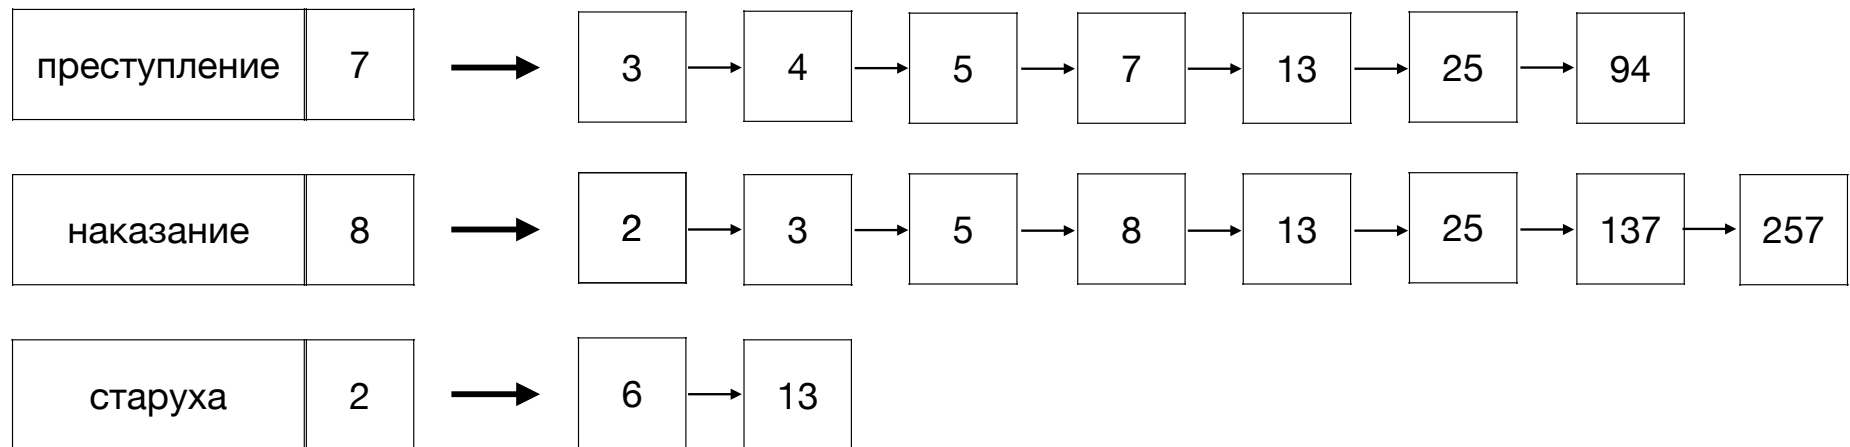 преступление 7 3 4 5 7 13 25 94
наказание 8 2 3 5 8 13 25 137 257
старуха 2 6 13